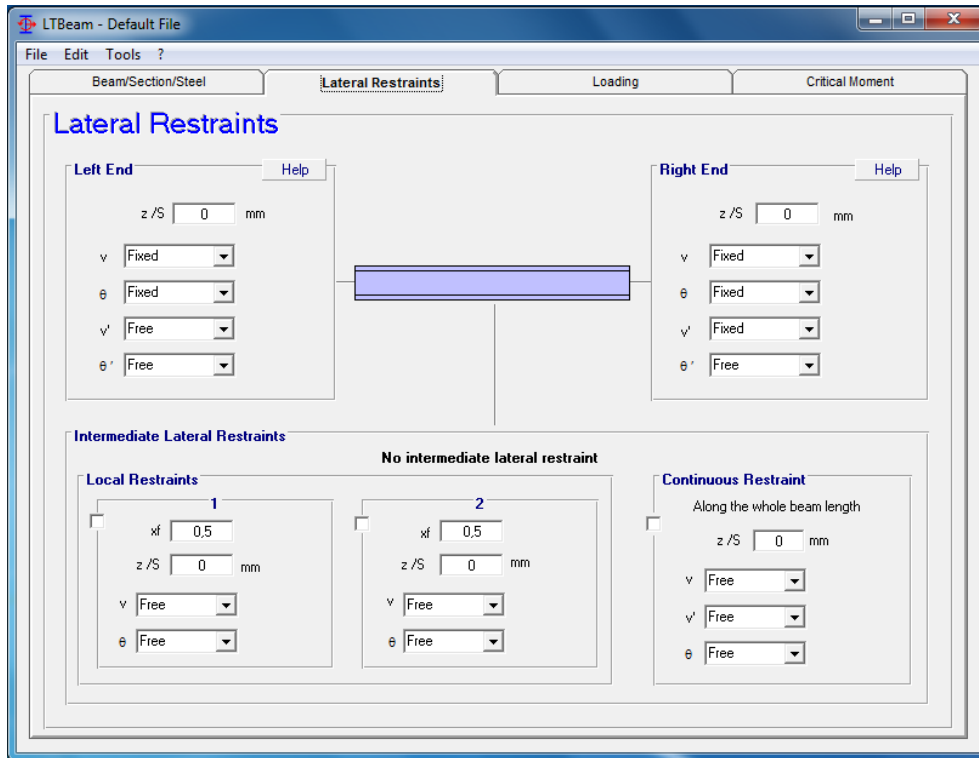 LTBeam - Default File
File Edit Tools ?
Beam/Section/Steel Lateral Restraints Loading Critical Moment
Lateral Restraints
Left End Help
z /S 0 mm
v Fixed
θ Fixed
v' Free
θ ' Free
Right End Help
z /S 0 mm
v Fixed
θ Fixed
v' Fixed
θ ' Free
Intermediate Lateral Restraints
No intermediate lateral restraint
Local Restraints
1
xf 0,5
z /S 0 mm
v Free
θ Free
2
xf 0,5
z /S 0 mm
v Free
θ Free
Continuous Restraint
Along the whole beam length
z /S 0 mm
v Free
v' Free
θ Free